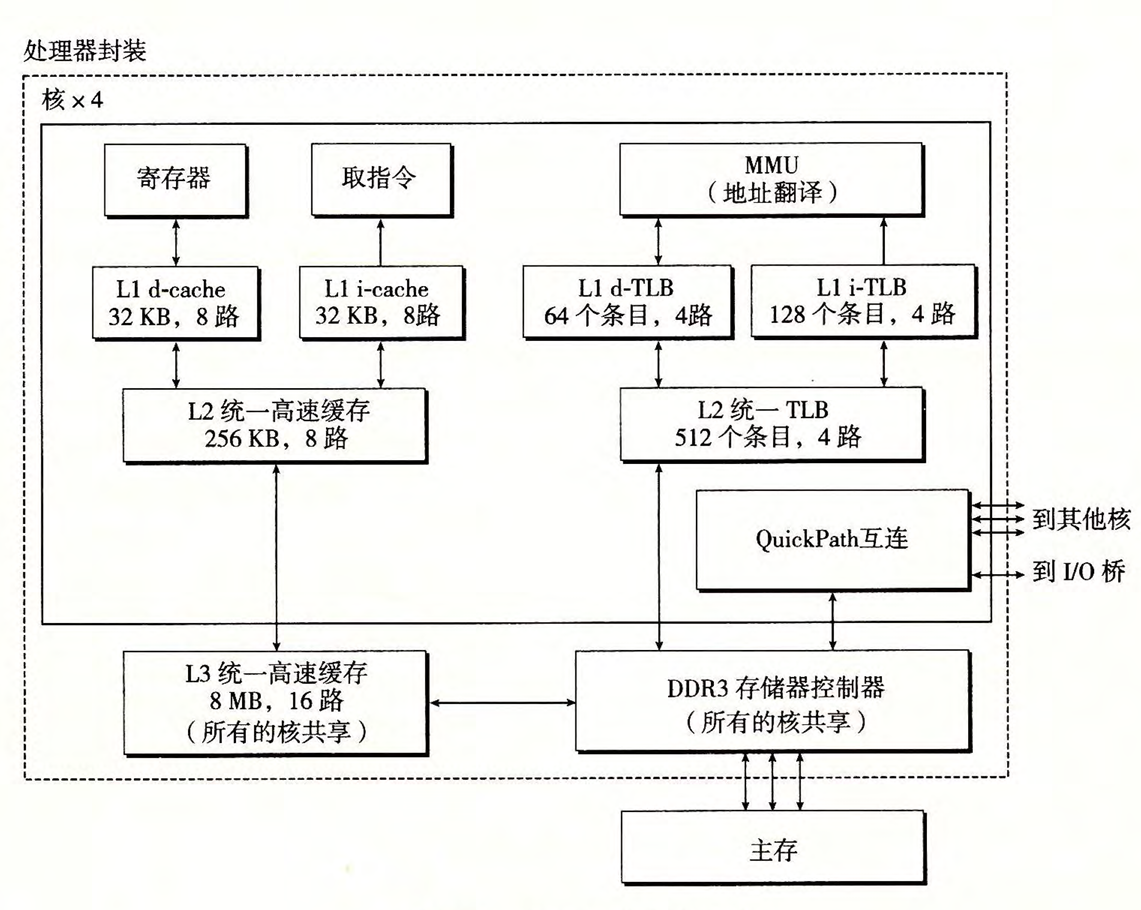 处理器封装
核 × 4
寄存器
取指令
MMU
（地址翻译）
L1 d-cache
32 KB，8 路
L1 i-cache
32 KB，8路
L1 d-TLB
64 个条目，4路
L1 i-TLB
128 个条目，4 路
L2 统一高速缓存
256 KB，8 路
L2 统一 TLB
512 个条目，4 路
QuickPath互连
到其他核
到 I/O 桥
L3 统一高速缓存
8 MB，16 路
（所有的核共享）
DDR3 存储器控制器
（所有的核共享）
主存